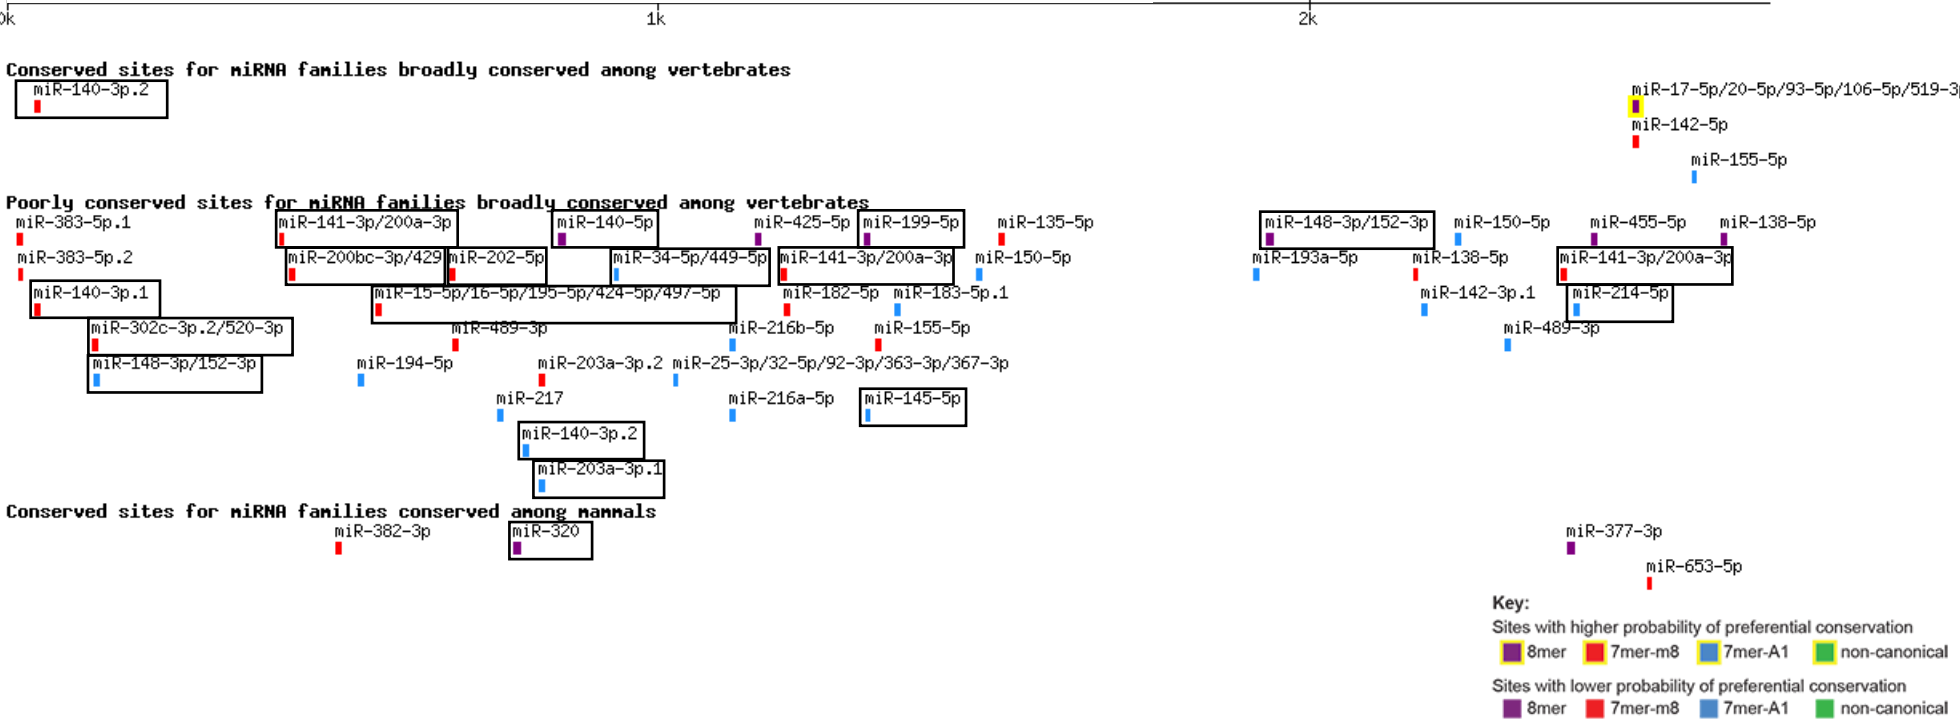 0k 1k 2k
Conserved sites for miRNA families broadly conserved among vertebrates
miR-140-3p.2 miR-17-5p/20-5p/93-5p/106-5p/519-3p
miR-142-5p
miR-155-5p
Poorly conserved sites for miRNA families broadly conserved among vertebrates
miR-383-5p.1 miR-141-3p/200a-3p miR-140-5p miR-425-5p miR-199-5p miR-135-5p miR-148-3p/152-3p miR-150-5p miR-455-5p miR-138-5p
miR-383-5p.2 miR-200bc-3p/429 miR-202-5p miR-34-5p/449-5p miR-141-3p/200a-3p miR-150-5p miR-193a-5p miR-138-5p miR-141-3p/200a-3p
miR-140-3p.1 miR-15-5p/16-5p/195-5p/424-5p/497-5p miR-182-5p miR-183-5p.1 miR-142-3p.1 miR-214-5p
miR-302c-3p.2/520-3p miR-489-3p miR-216b-5p miR-155-5p miR-489-3p
miR-148-3p/152-3p miR-194-5p miR-203a-3p.2 miR-25-3p/32-5p/92-3p/363-3p/367-3p
miR-217 miR-216a-5p miR-145-5p
miR-140-3p.2
miR-203a-3p.1
Conserved sites for miRNA families conserved among mammals
miR-382-3p miR-320 miR-377-3p
miR-653-5p
Key:
Sites with higher probability of preferential conservation
8mer 7mer-m8 7mer-A1 non-canonical
Sites with lower probability of preferential conservation
8mer 7mer-m8 7mer-A1 non-canonical